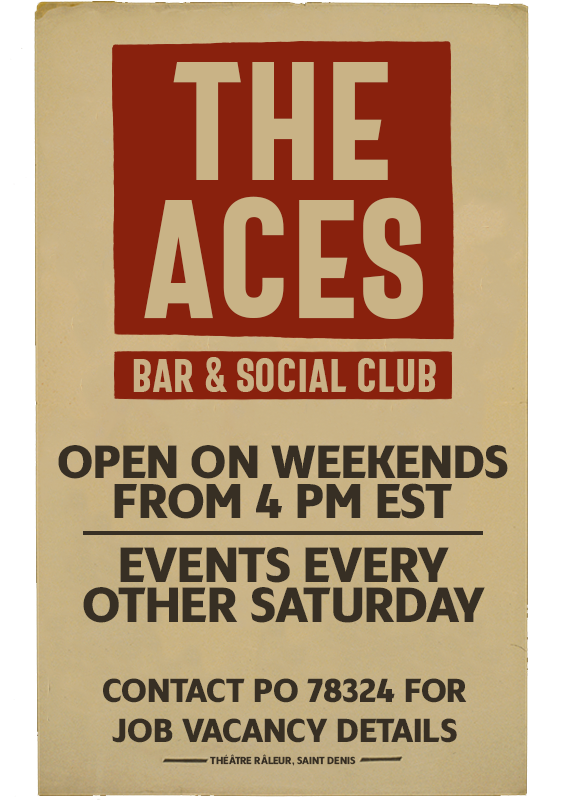 THE
ACES
BAR & SOCIAL CLUB
OPEN ON WEEKENDS
FROM 4 PM EST
EVENTS EVERY
OTHER SATURDAY
CONTACT PO 78324 FOR
JOB VACANCY DETAILS
THÉÂTRE RÂLEUR, SAINT DENIS